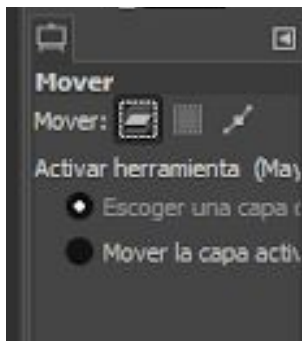 Mover
Mover:
Activar herramienta (May
Escoger una capa
Mover la capa activ